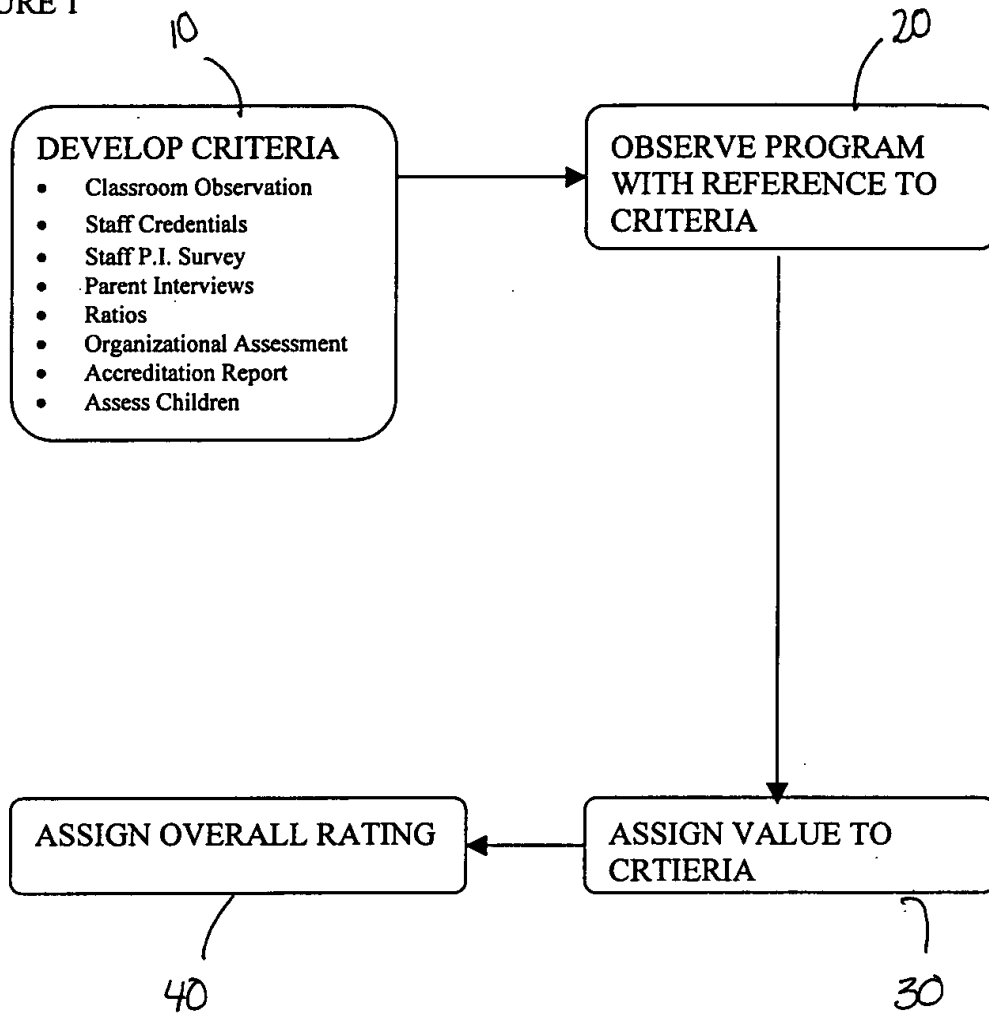 URE 1
10
20
DEVELOP CRITERIA
• Classroom Observation
• Staff Credentials
• Staff P.I. Survey
• Parent Interviews
• Ratios
• Organizational Assessment
• Accreditation Report
• Assess Children
OBSERVE PROGRAM
WITH REFERENCE TO
CRITERIA
ASSIGN OVERALL RATING
ASSIGN VALUE TO
CRTIERIA
40
30